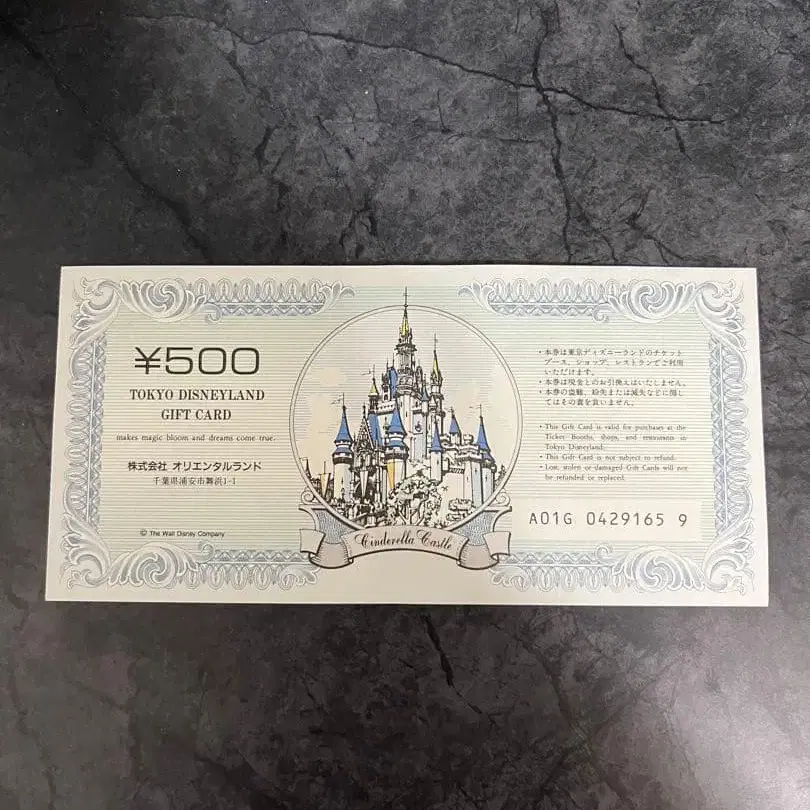 ¥500
TOKYO DISNEYLAND
GIFT CARD
makes magic bloom and dreams come true.
株式会社 オリエンタルランド
千葉県浦安市舞浜1-1
© The Walt Disney Company
Cinderella Castle
・本券は東京ディズニーランドのチケット
ブース、ショップ、レストランでご利用
いただけます。
・本券は現金とのお引換えはいたしません。
・本券の盗難、紛失または滅失などに関し
てはその責を負いません。
・This Gift Card is valid for purchases at the
Ticket Booths, shops, and restaurants in
Tokyo Disneyland.
・This Gift Card is not subject to refund.
・Lost, stolen or damaged Gift Cards will not
be refunded or replaced.
A01G 0429165 9